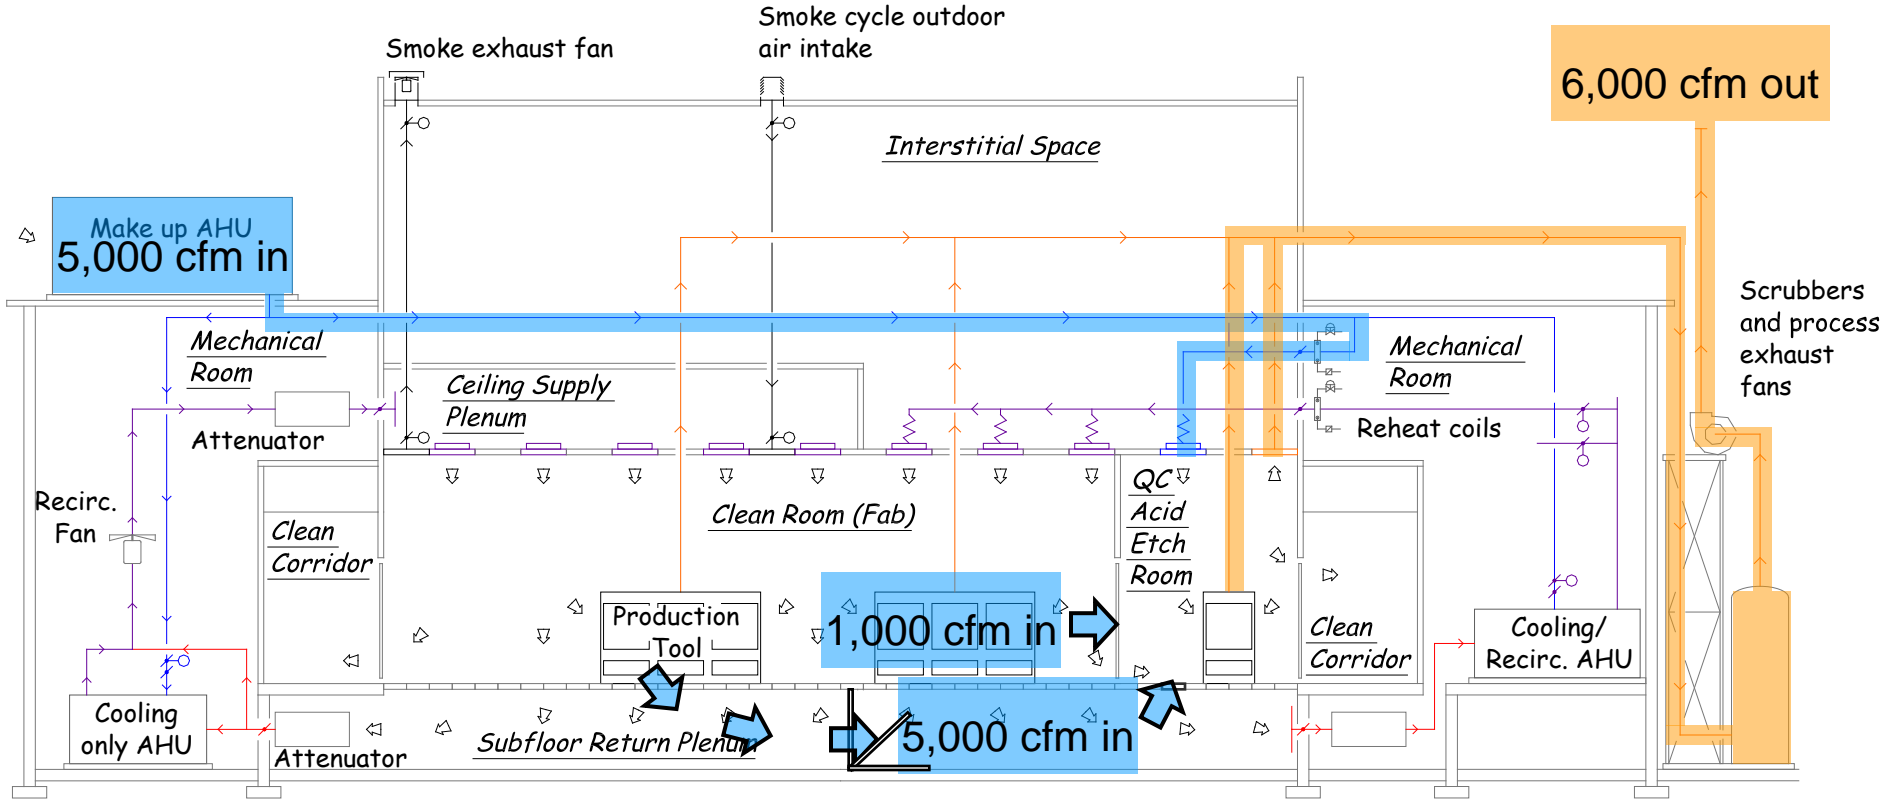 Smoke exhaust fan
Smoke cycle outdoor
air intake
6,000 cfm out
Interstitial Space
Make up AHU
5,000 cfm in
Mechanical
Room
Ceiling Supply
Plenum
Attenuator
Mechanical
Room
Reheat coils
Scrubbers
and process
exhaust
fans
Recirc.
Fan
Clean
Corridor
Clean Room (Fab)
QC
Acid
Etch
Room
Production
Tool
1,000 cfm in
Clean
Corridor
Cooling/
Recirc. AHU
Cooling
only AHU
Attenuator
Subfloor Return Plenum
5,000 cfm in